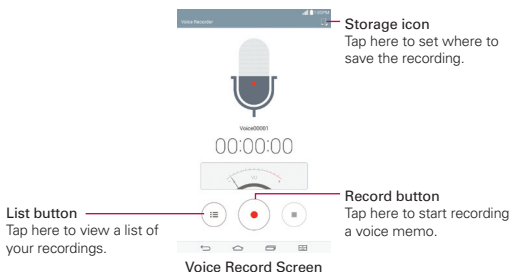 Voice Recorder
Storage icon
Tap here to set where to
save the recording.
Voice00001
00:00:00
VU
Record button
Tap here to start recording
a voice memo.
List button
Tap here to view a list of
your recordings.
Voice Record Screen